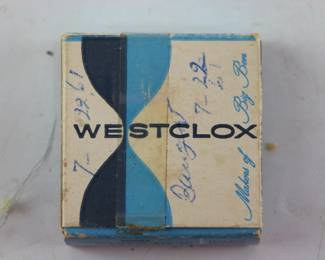 WESTCLOX
Makers of Big Ben
7-22,61
7-22
61